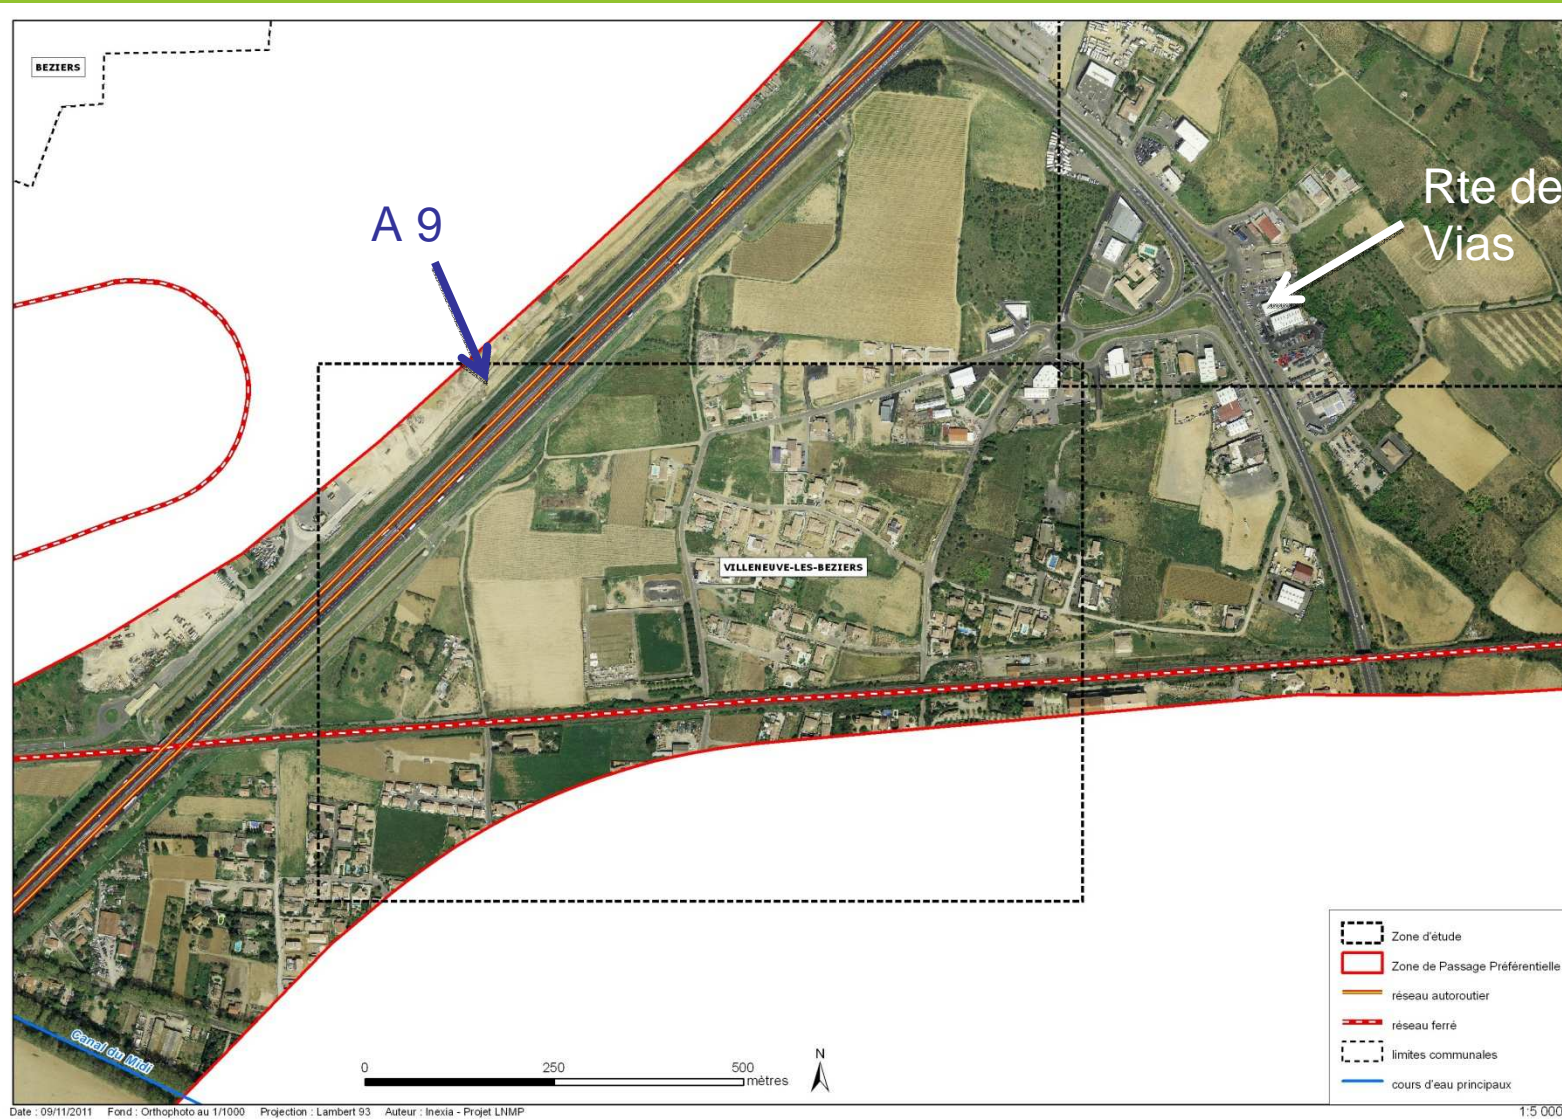 BEZIERS
A 9
Rte de
Vias
VILLENEUVE-LES-BEZIERS
Canal du Midi
0 250 500
mètres
N
Zone d'étude
Zone de Passage Préférentielle
réseau autoroutier
réseau ferré
limites communales
cours d'eau principaux
Date : 09/11/2011 Fond : Orthophoto au 1/1000 Projection : Lambert 93 Auteur : Inexia - Projet LNMP
1:5 000